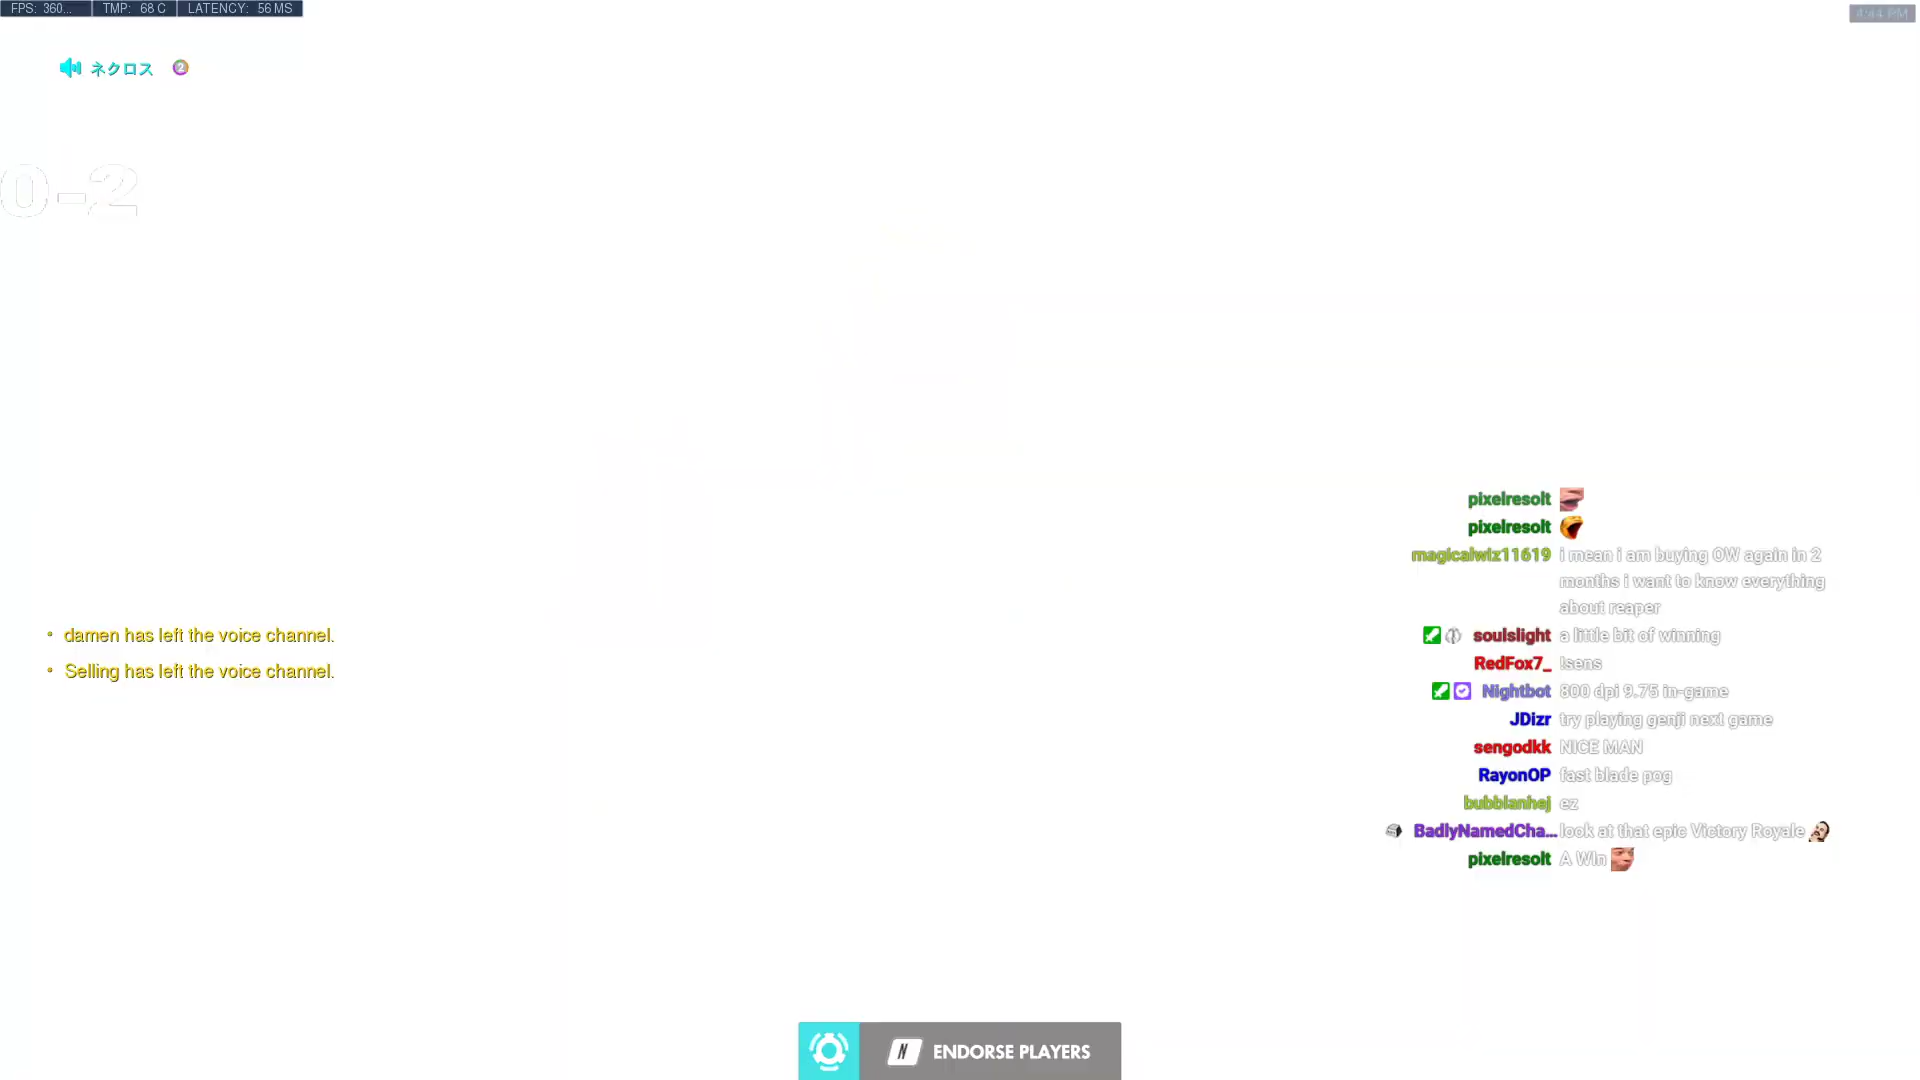 FPS: 360... TMP: 68 C LATENCY: 56 MS
4:41 PM
ネクロス 2
0-2
pixelresolt
pixelresolt
magicalwiz11619 i mean i am buying OW again in 2
months i want to know everything
about reaper
soulslight a little bit of winning
RedFox7_ !sens
Nightbot 800 dpi 9.75 in-game
JDizr try playing genji next game
sengodkk NICE MAN
RayonOP fast blade pog
bubblanhej ez
BadlyNamedCha... look at that epic Victory Royale
pixelresolt A WIn
• damen has left the voice channel.
• Selling has left the voice channel.
N ENDORSE PLAYERS